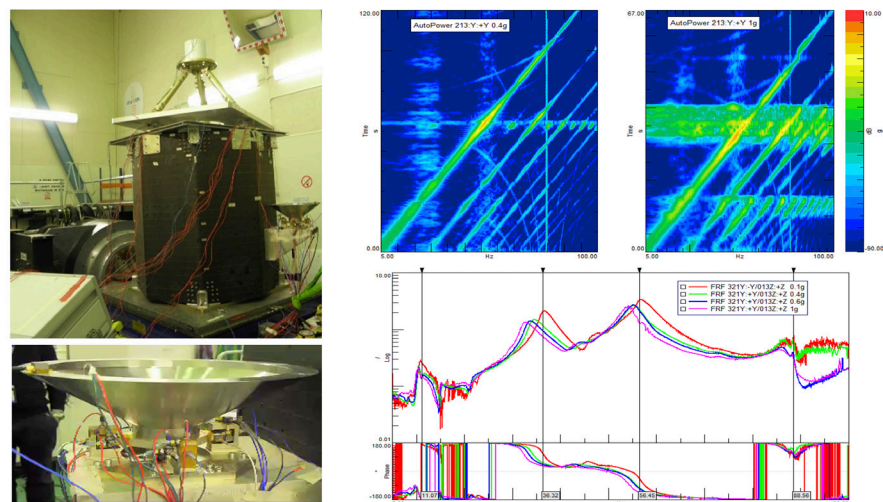 120.00
AutoPower 213:Y:+Y 0.4g
Time
s
0.00
5.00
Hz
100.00
67.00
AutoPower 213:Y:+Y 1g
Time
s
0.00
5.00
Hz
100.00
10.00
dB
g
-90.00
10.00
/
Log
0.01
FRF 321Y:-Y/013Z:+Z 0.1g
FRF 321Y:+Y/013Z:+Z 0.4g
FRF 321Y:+Y/013Z:+Z 0.6g
FRF 321Y:+Y/013Z:+Z 1g
180.00
Phase
-180.00
11.07
36.32
56.45
88.56